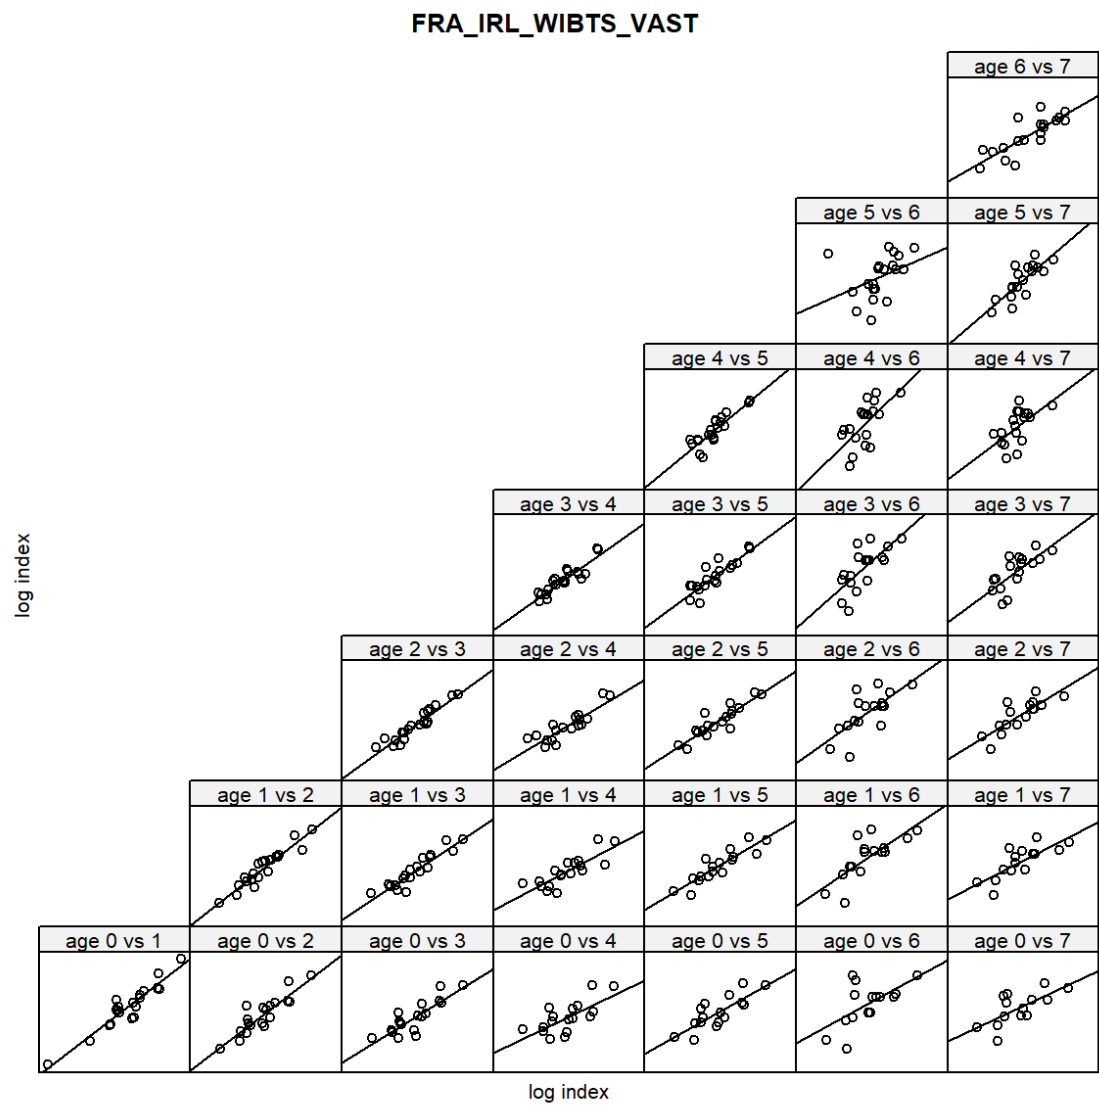 FRA_IRL_WIBTS_VAST
age 6 vs 7
age 5 vs 6
age 5 vs 7
age 4 vs 5
age 4 vs 6
age 4 vs 7
age 3 vs 4
age 3 vs 5
age 3 vs 6
age 3 vs 7
log index
age 2 vs 3
age 2 vs 4
age 2 vs 5
age 2 vs 6
age 2 vs 7
age 1 vs 2
age 1 vs 3
age 1 vs 4
age 1 vs 5
age 1 vs 6
age 1 vs 7
age 0 vs 1
age 0 vs 2
age 0 vs 3
age 0 vs 4
age 0 vs 5
age 0 vs 6
age 0 vs 7
log index